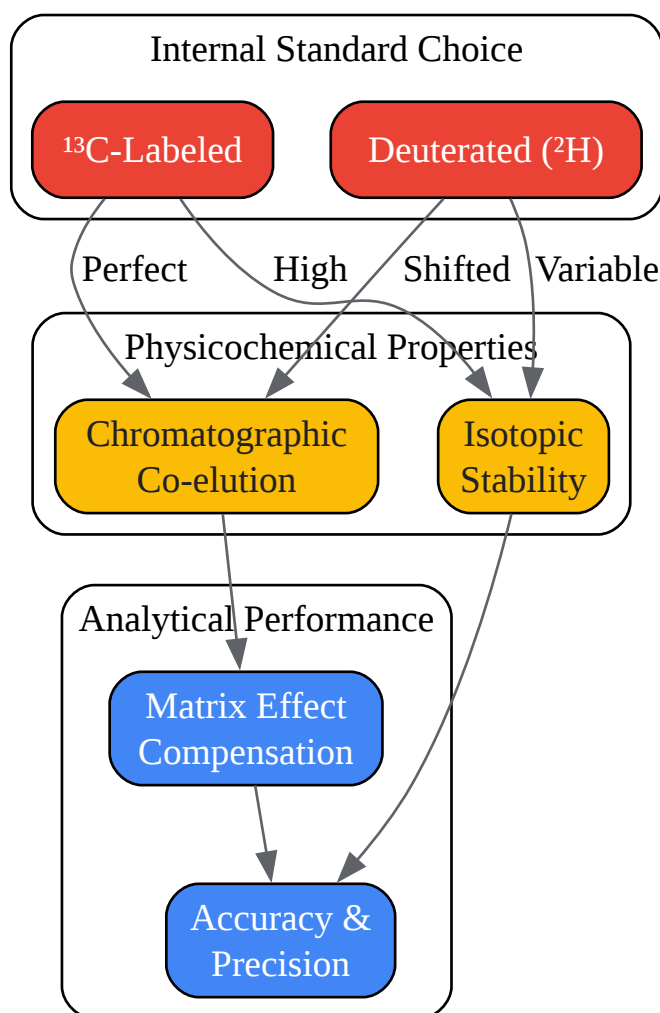 Internal Standard Choice
¹³C-Labeled
Deuterated (²H)
Perfect
High
Shifted
Variable
Physicochemical Properties
Chromatographic
Co-elution
Isotopic
Stability
Analytical Performance
Matrix Effect
Compensation
Accuracy &
Precision